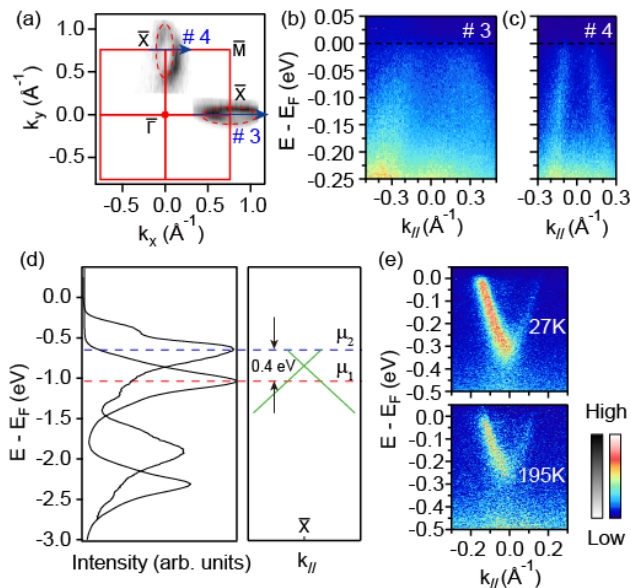 (a)
X̄
# 4
M̄
X̄
Γ̄
# 3
1.0
0.5
0.0
-0.5
k_y (Å⁻¹)
-0.5 0.0 0.5 1.0
k_x (Å⁻¹)
(b)
# 3
0.05
0.00
-0.05
-0.10
-0.15
-0.20
-0.25
E - E_F (eV)
-0.3 0.0 0.3
k_// (Å⁻¹)
(c)
# 4
-0.3 0.0 0.3
k_// (Å⁻¹)
(d)
0.0
-0.5
-1.0
-1.5
-2.0
-2.5
-3.0
E - E_F (eV)
Intensity (arb. units)
μ₂
0.4 eV
μ₁
X̄
k_//
(e)
0.0
-0.1
-0.2
-0.3
-0.4
-0.5
27K
0.0
-0.1
-0.2
-0.3
-0.4
-0.5
195K
E - E_F (eV)
-0.2 0.0 0.2
k_// (Å⁻¹)
High
Low